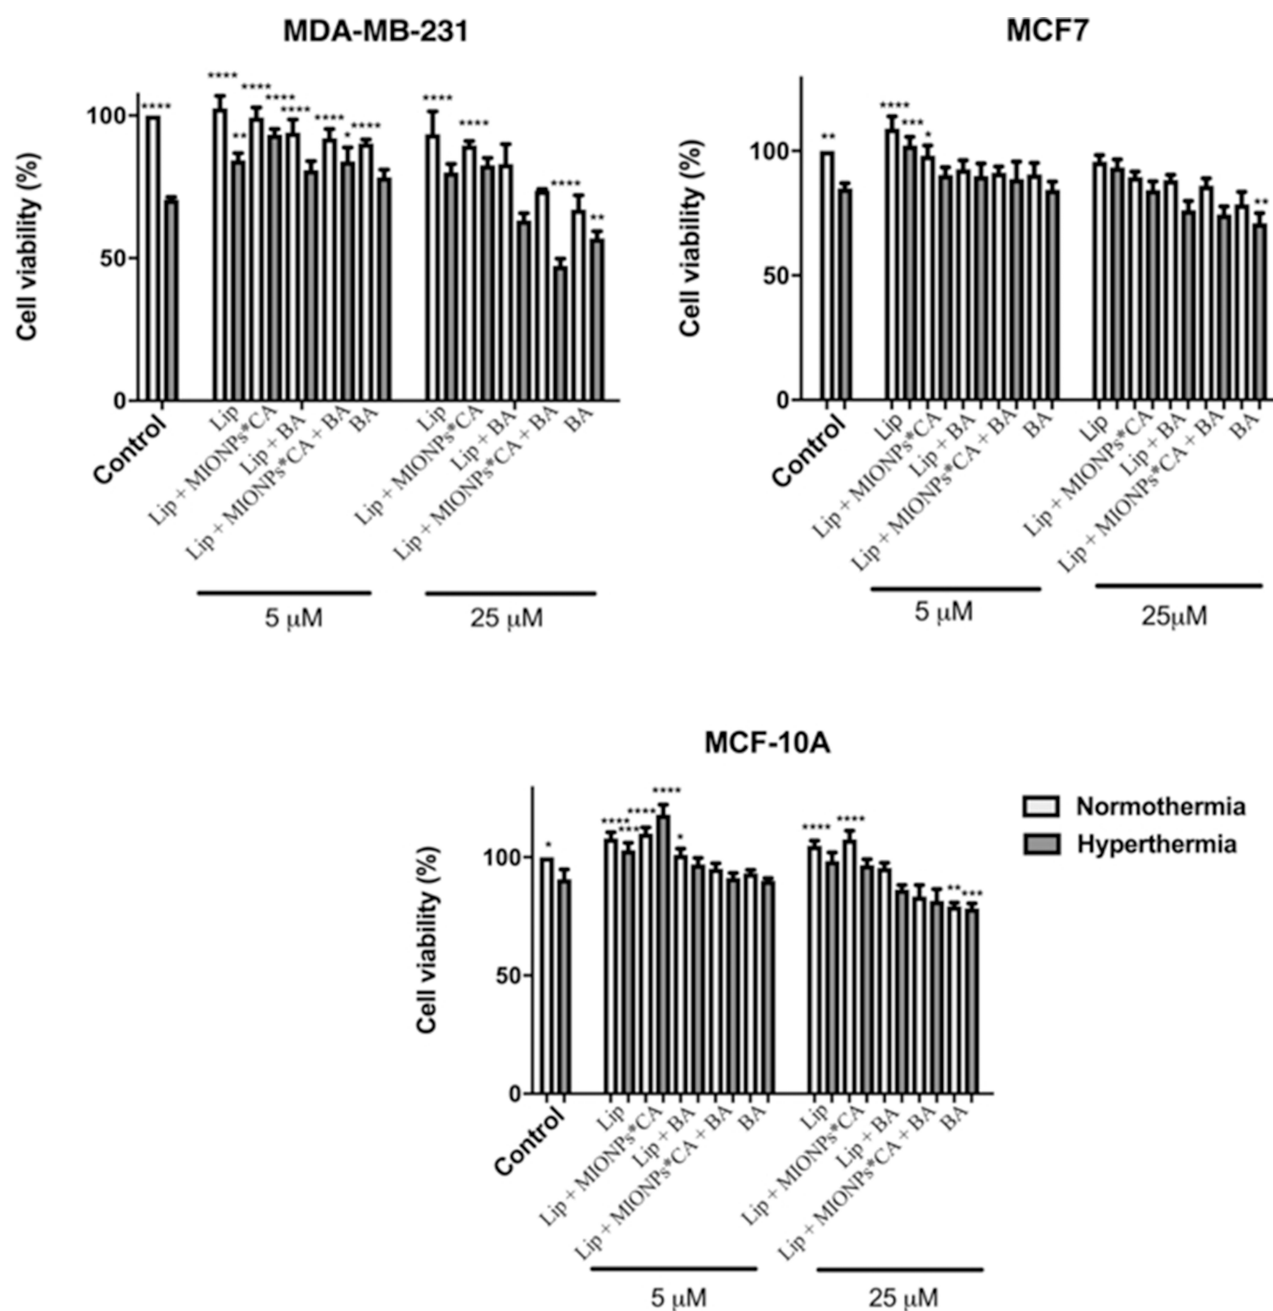 MDA-MB-231
**** **** **** **** **** ** **** * **** **** **** **** **
Cell viability (%)
100
50
0
Control
Lip
Lip + MIONPs*CA
Lip + BA
Lip + MIONPs*CA + BA
BA
Lip
Lip + MIONPs*CA
Lip + BA
Lip + MIONPs*CA + BA
BA
5 μM
25 μM
MCF7
** **** *** * **
Cell viability (%)
100
50
0
Control
Lip
Lip + MIONPs*CA
Lip + BA
Lip + MIONPs*CA + BA
BA
Lip
Lip + MIONPs*CA
Lip + BA
Lip + MIONPs*CA + BA
BA
5 μM
25μM
MCF-10A
* **** *** **** **** * **** **** ** ***
Cell viability (%)
100
50
0
Control
Lip
Lip + MIONPs*CA
Lip + BA
Lip + MIONPs*CA + BA
BA
Lip
Lip + MIONPs*CA
Lip + BA
Lip + MIONPs*CA + BA
BA
5 μM
25 μM
Normothermia
Hyperthermia